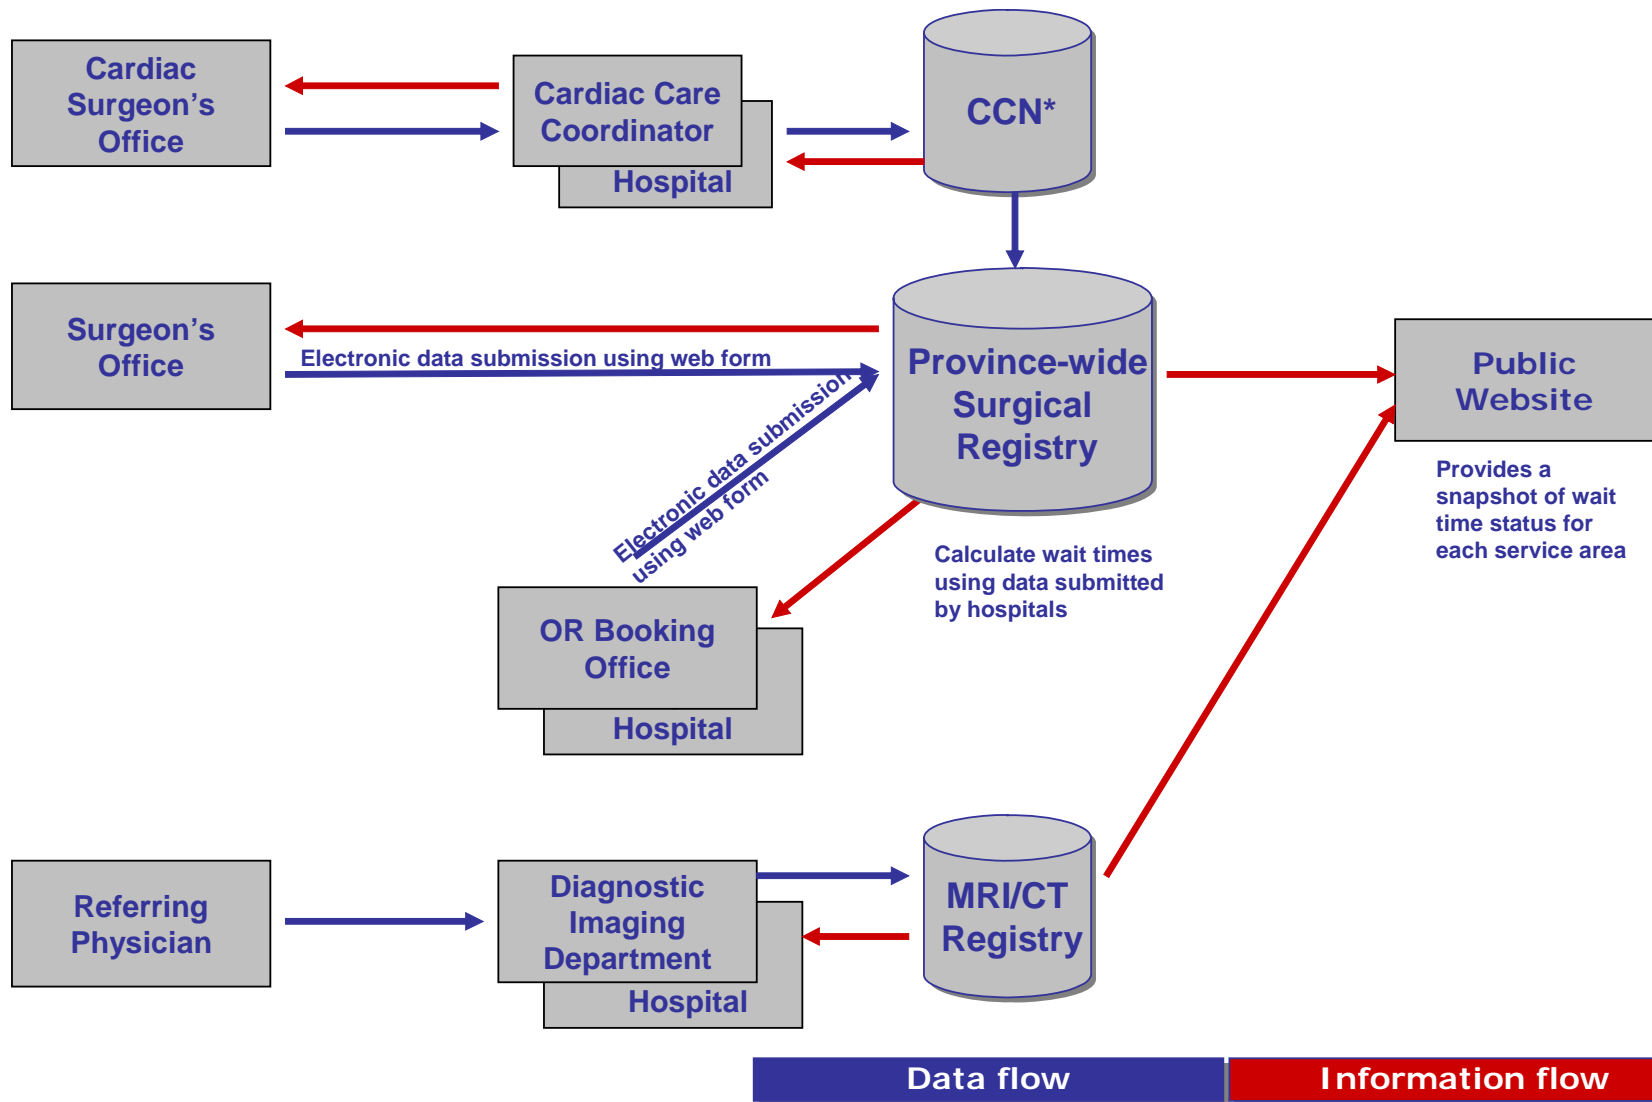 Cardiac
Surgeon's
Office
Cardiac Care
Coordinator
Hospital
CCN*
Surgeon's
Office
Electronic data submission using web form
Electronic data submission
using web form
Province-wide
Surgical
Registry
Public
Website
Provides a
snapshot of wait
time status for
each service area
Calculate wait times
using data submitted
by hospitals
OR Booking
Office
Hospital
Referring
Physician
Diagnostic
Imaging
Department
Hospital
MRI/CT
Registry
Data flow
Information flow